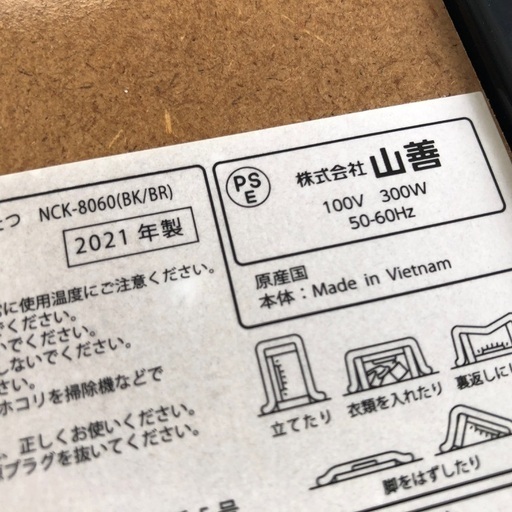 つ NCK-8060(BK/BR)
2021 年製
PSE
株式会社 山善
100V 300W
50-60Hz
原産国
本体：Made in Vietnam
に使用温度にご注意ください。
ください。
いでください。
しないでください。
さい。
ホコリを掃除機などで
、正しくお使いください。
プラグを抜いてください。
立てたり
衣類を入れたり
裏返しに
脚をはずしたり
号